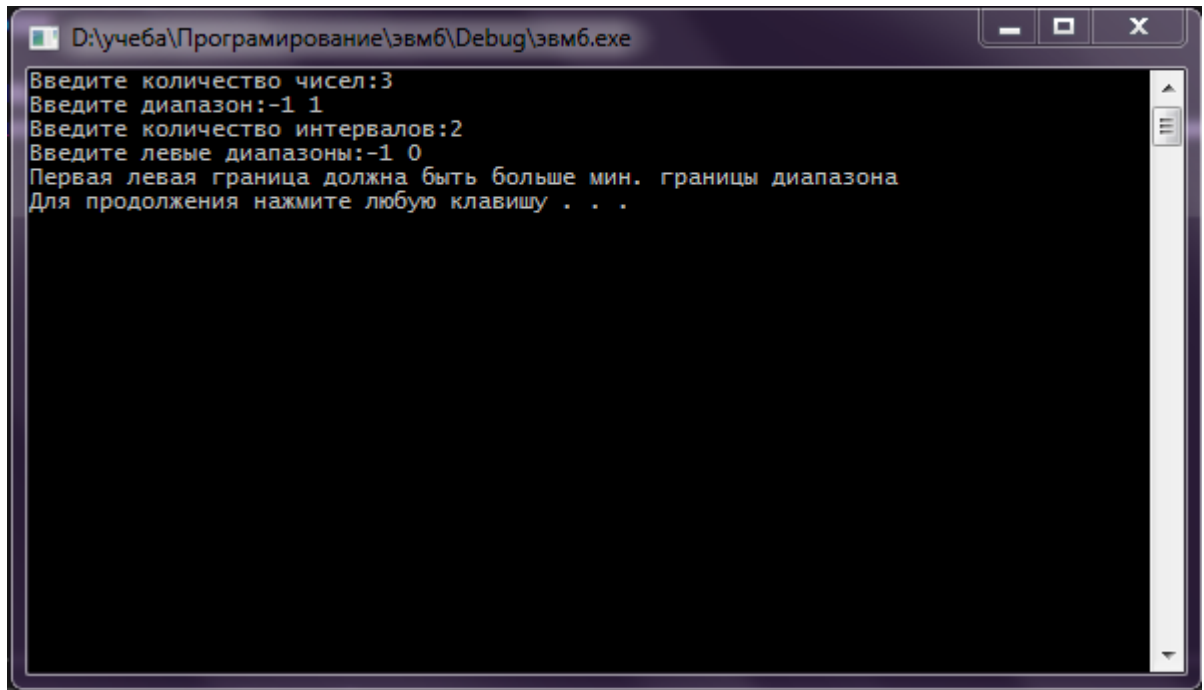 D:\учеба\Програмирование\эвм6\Debug\эвм6.exe
Введите количество чисел:3
Введите диапазон:-1 1
Введите количество интервалов:2
Введите левые диапазоны:-1 0
Первая левая граница должна быть больше мин. границы диапазона
Для продолжения нажмите любую клавишу . . .